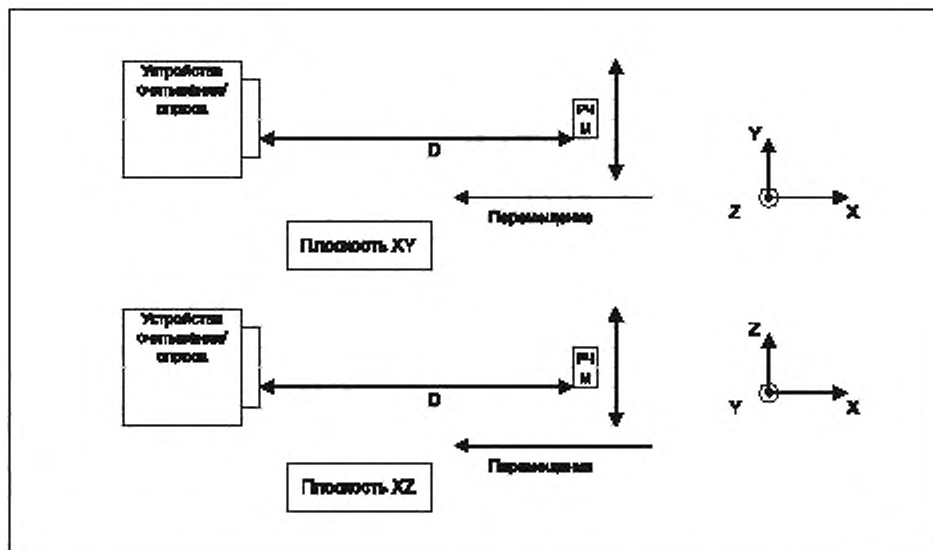 Устройство
считывания/
опроса
РЧ
М
D
Y
Z
X
Перемещение
Плоскость XY
Устройство
считывания/
опроса
РЧ
М
D
Z
Y
X
Перемещение
Плоскость XZ